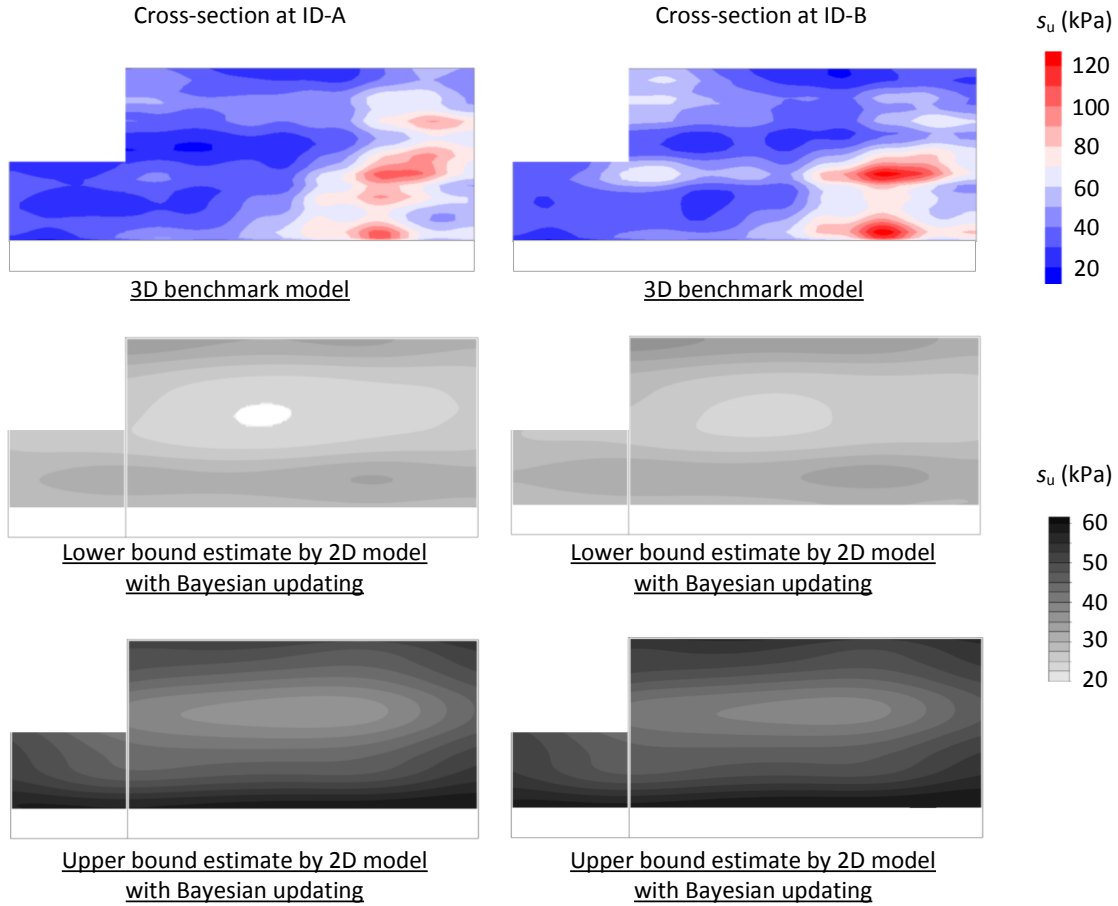 Cross-section at ID-A
Cross-section at ID-B
su (kPa)
120
100
80
60
40
20
3D benchmark model
3D benchmark model
Lower bound estimate by 2D model
with Bayesian updating
Lower bound estimate by 2D model
with Bayesian updating
su (kPa)
60
50
40
30
20
Upper bound estimate by 2D model
with Bayesian updating
Upper bound estimate by 2D model
with Bayesian updating